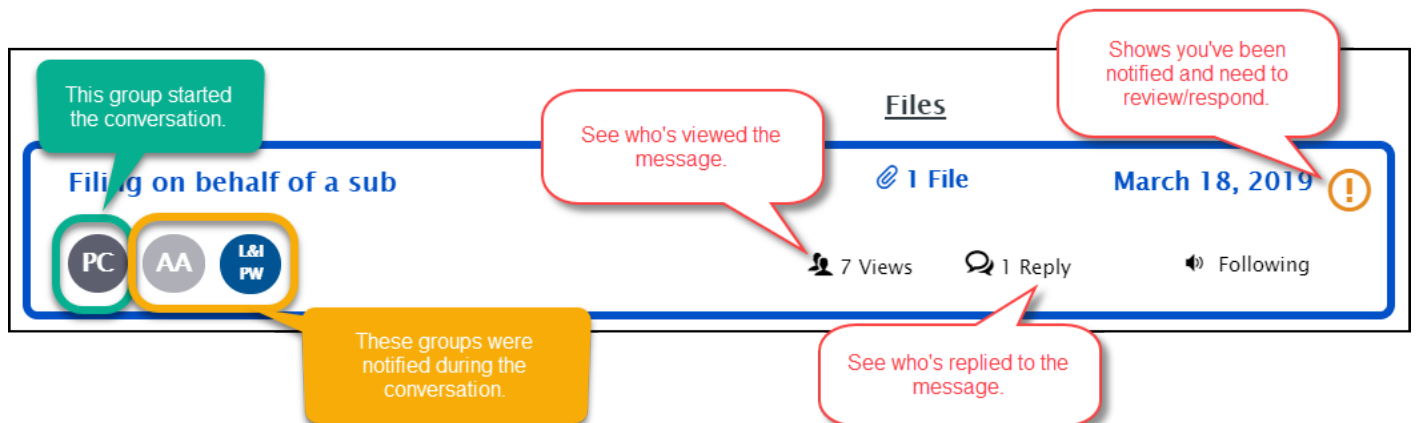 Shows you've been
notified and need to
review/respond.
This group started
the conversation.
Files
See who's viewed the
message.
Filing on behalf of a sub
1 File
March 18, 2019
PC
AA
L&I
PW
7 Views
1 Reply
Following
These groups were
notified during the
conversation.
See who's replied to the
message.